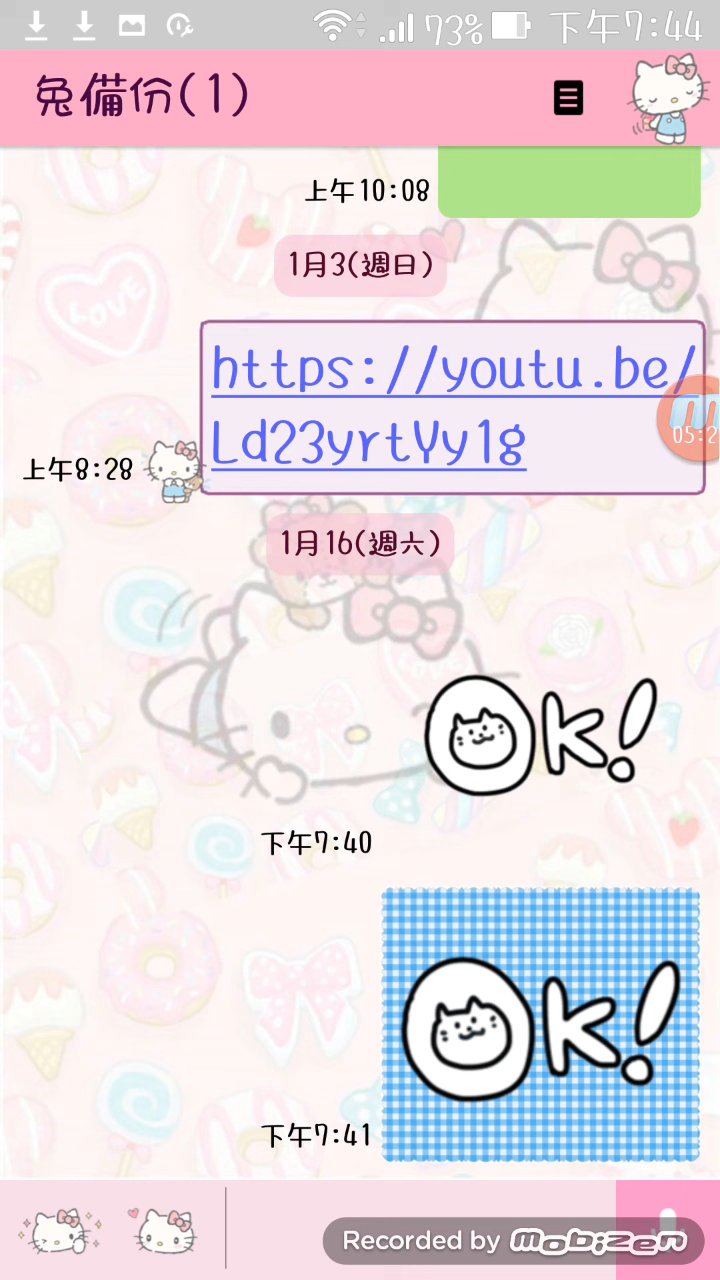 73% 下午7:44
兔備份(1)
上午10:08
1月3(週日)
LOVE
https://youtu.be/
Ld23yrtYy1g
05:2
上午8:28
1月16(週六)
OK!
下午7:40
OK!
下午7:41
Recorded by mobizen